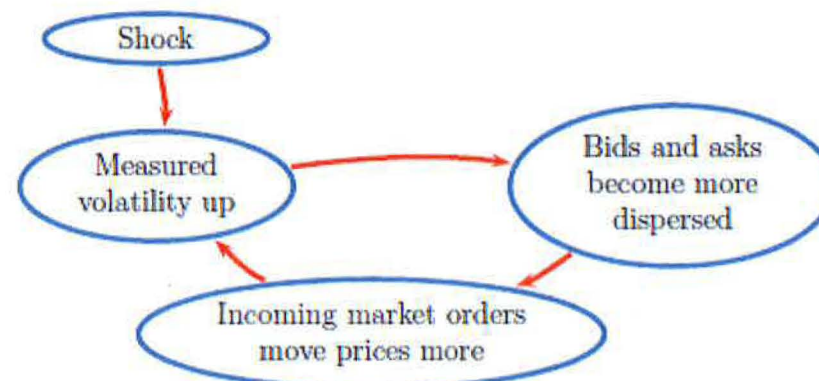 Shock
Measured
volatility up
Bids and asks
become more
dispersed
Incoming market orders
move prices more